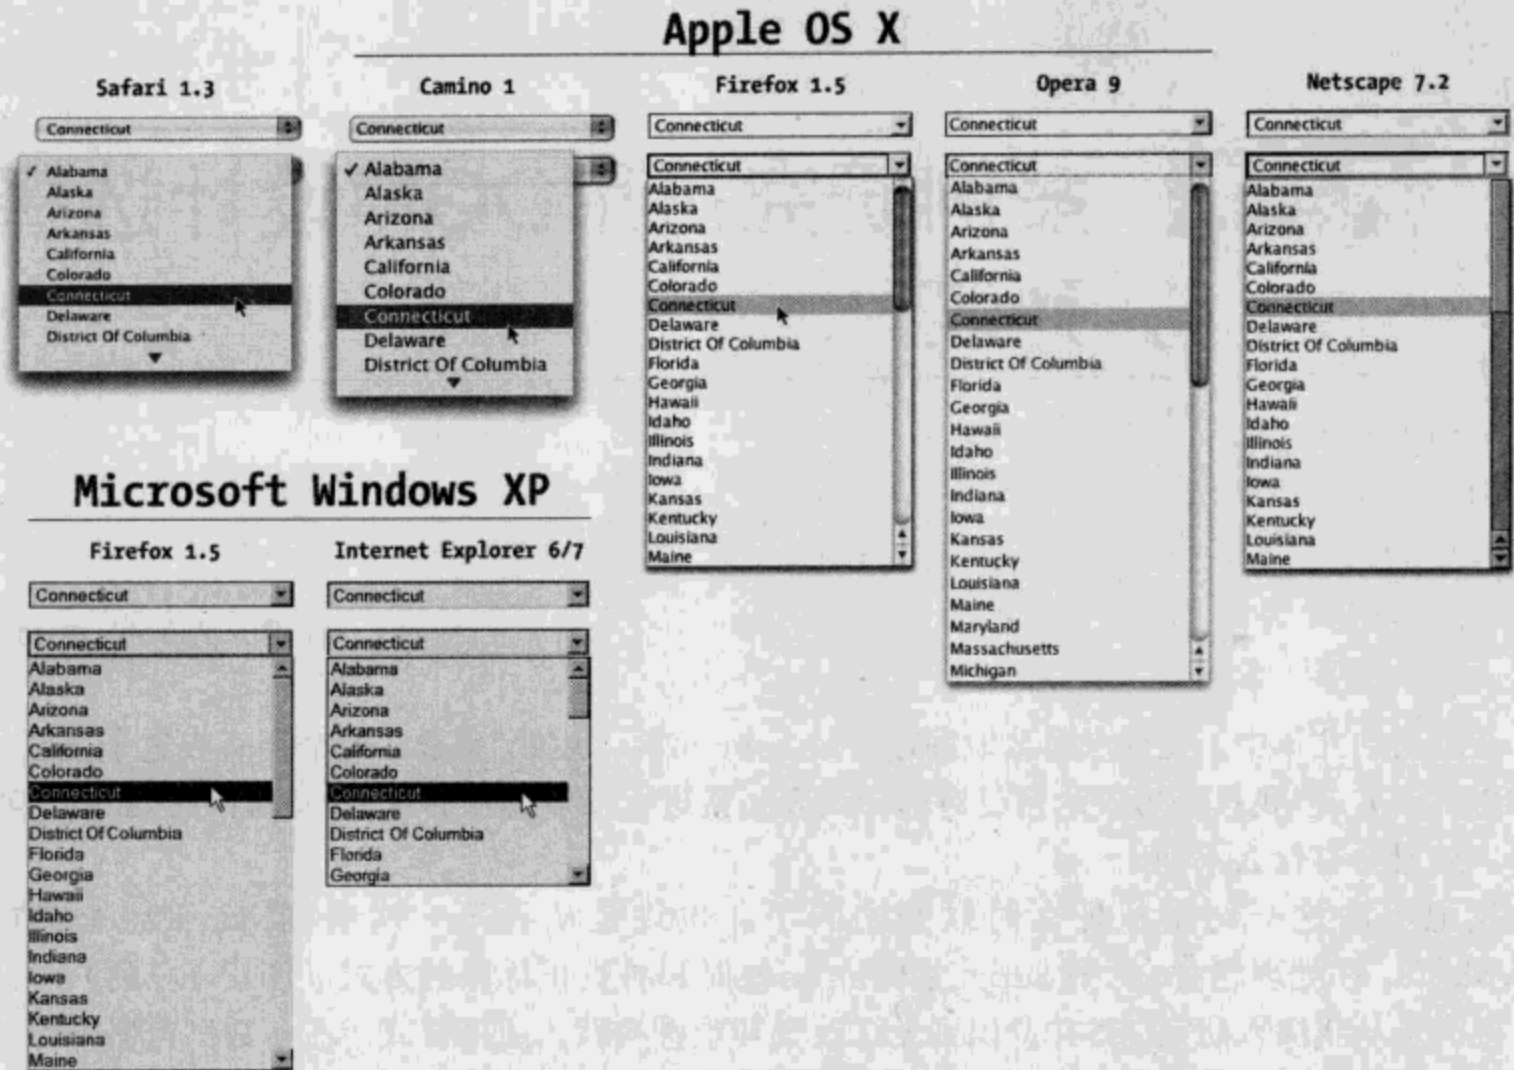 Apple OS X
Safari 1.3
Connecticut
✓ Alabama
Alaska
Arizona
Arkansas
California
Colorado
Connecticut
Delaware
District Of Columbia
Camino 1
Connecticut
✓ Alabama
Alaska
Arizona
Arkansas
California
Colorado
Connecticut
Delaware
District Of Columbia
Firefox 1.5
Connecticut
Connecticut
Alabama
Alaska
Arizona
Arkansas
California
Colorado
Connecticut
Delaware
District Of Columbia
Florida
Georgia
Hawaii
Idaho
Illinois
Indiana
Iowa
Kansas
Kentucky
Louisiana
Maine
Opera 9
Connecticut
Connecticut
Alabama
Alaska
Arizona
Arkansas
California
Colorado
Connecticut
Delaware
District Of Columbia
Florida
Georgia
Hawaii
Idaho
Illinois
Indiana
Iowa
Kansas
Kentucky
Louisiana
Maine
Maryland
Massachusetts
Michigan
Netscape 7.2
Connecticut
Connecticut
Alabama
Alaska
Arizona
Arkansas
California
Colorado
Connecticut
Delaware
District Of Columbia
Florida
Georgia
Hawaii
Idaho
Illinois
Indiana
Iowa
Kansas
Kentucky
Louisiana
Maine
Microsoft Windows XP
Firefox 1.5
Connecticut
Connecticut
Alabama
Alaska
Arizona
Arkansas
California
Colorado
Connecticut
Delaware
District Of Columbia
Florida
Georgia
Hawaii
Idaho
Illinois
Indiana
Iowa
Kansas
Kentucky
Louisiana
Maine
Internet Explorer 6/7
Connecticut
Connecticut
Alabama
Alaska
Arizona
Arkansas
California
Colorado
Connecticut
Delaware
District Of Columbia
Florida
Georgia